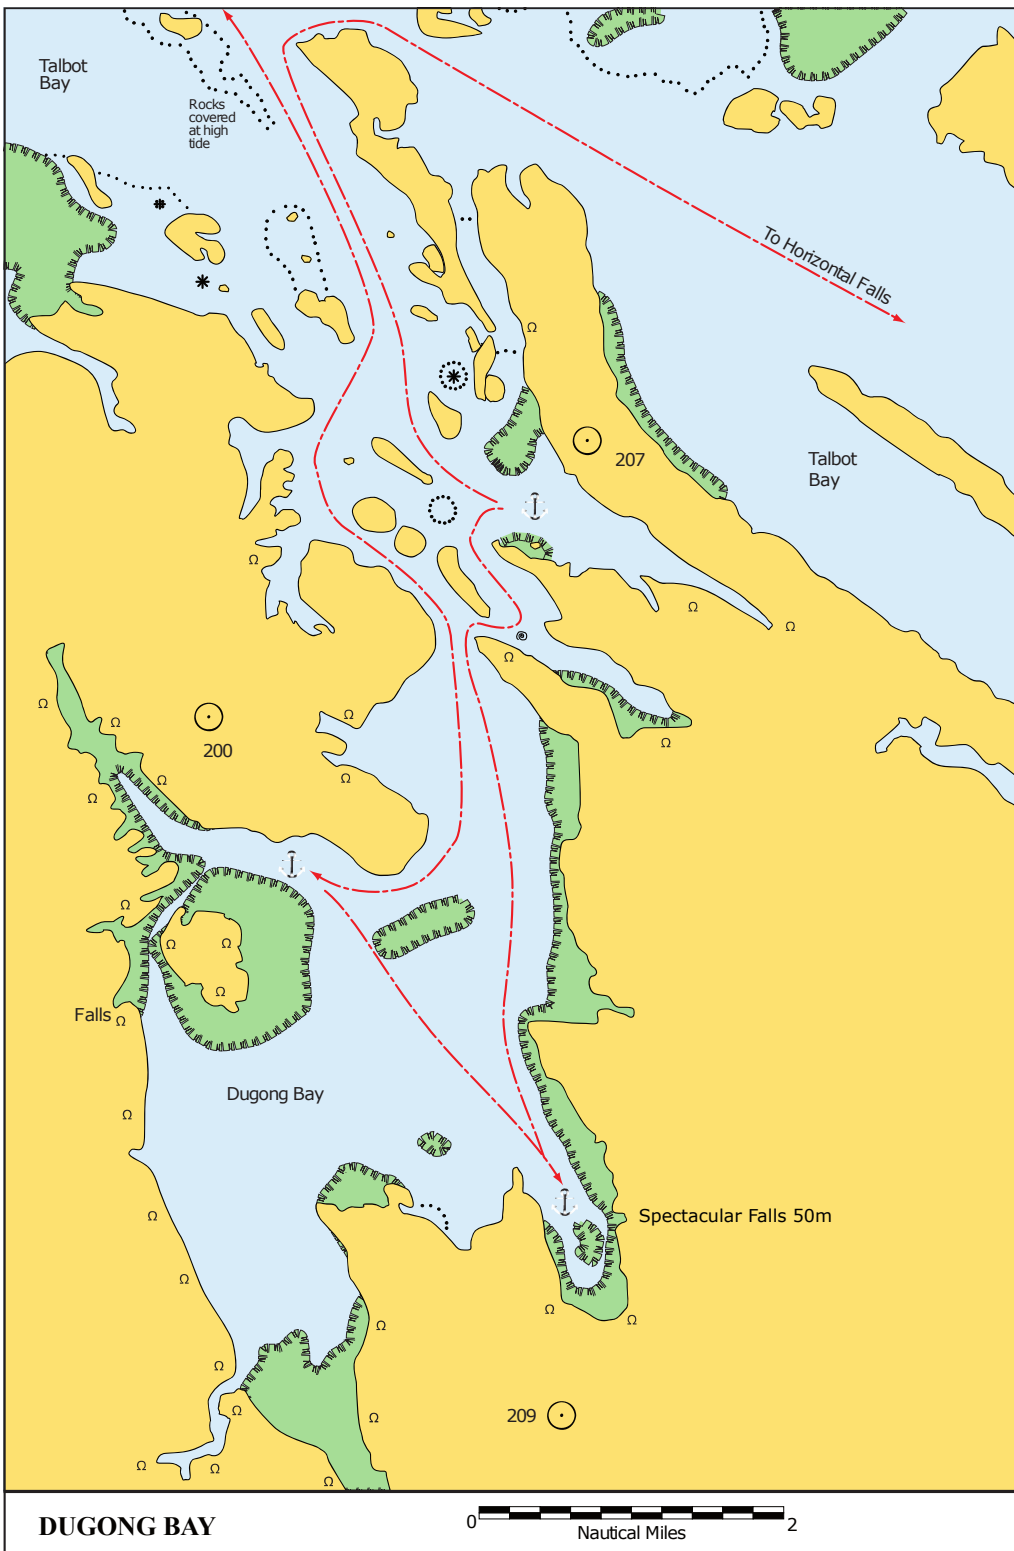 Talbot
Bay
Rocks
covered
at high
tide
To Horizontal Falls
207
Talbot
Bay
200
Falls
Dugong Bay
Spectacular Falls 50m
209
DUGONG BAY
0
2
Nautical Miles